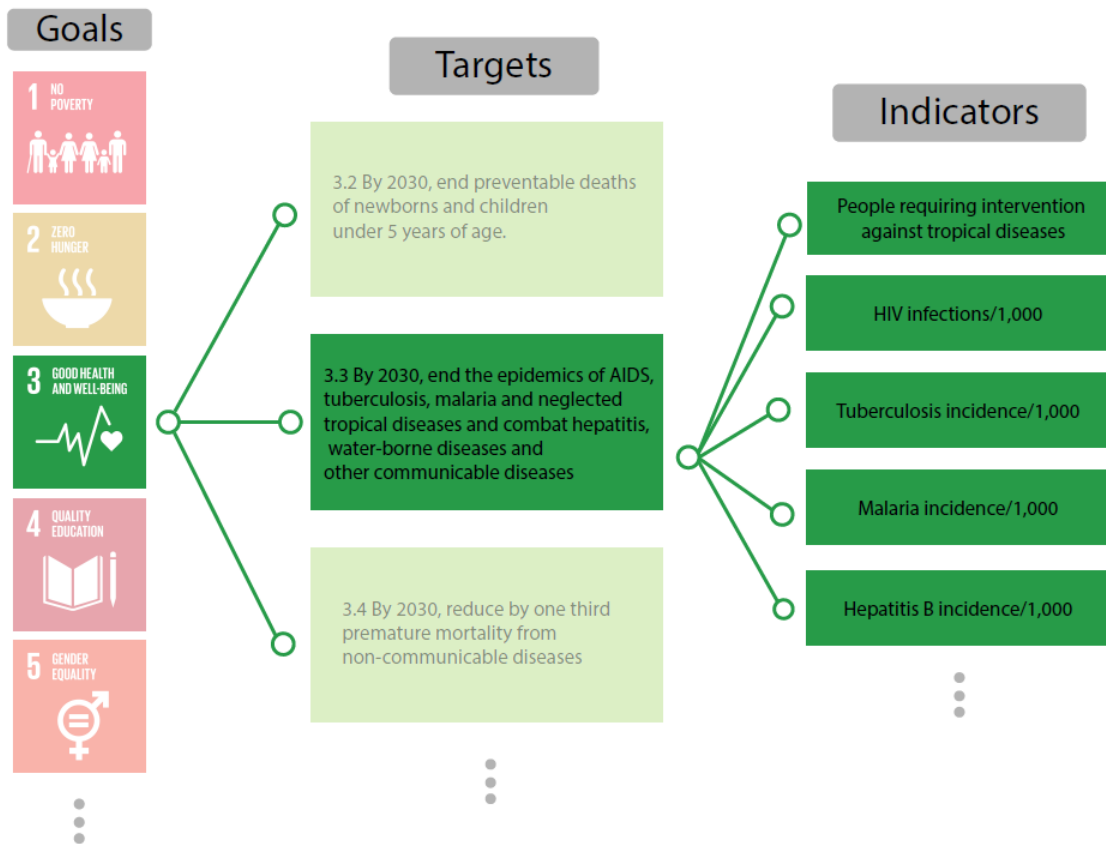 Goals
1 NO
POVERTY
2 ZERO
HUNGER
3 GOOD HEALTH
AND WELL-BEING
4 QUALITY
EDUCATION
5 GENDER
EQUALITY
Targets
3.2 By 2030, end preventable deaths
of newborns and children
under 5 years of age.
3.3 By 2030, end the epidemics of AIDS,
tuberculosis, malaria and neglected
tropical diseases and combat hepatitis,
water-borne diseases and
other communicable diseases
3.4 By 2030, reduce by one third
premature mortality from
non-communicable diseases
Indicators
People requiring intervention
against tropical diseases
HIV infections/1,000
Tuberculosis incidence/1,000
Malaria incidence/1,000
Hepatitis B incidence/1,000